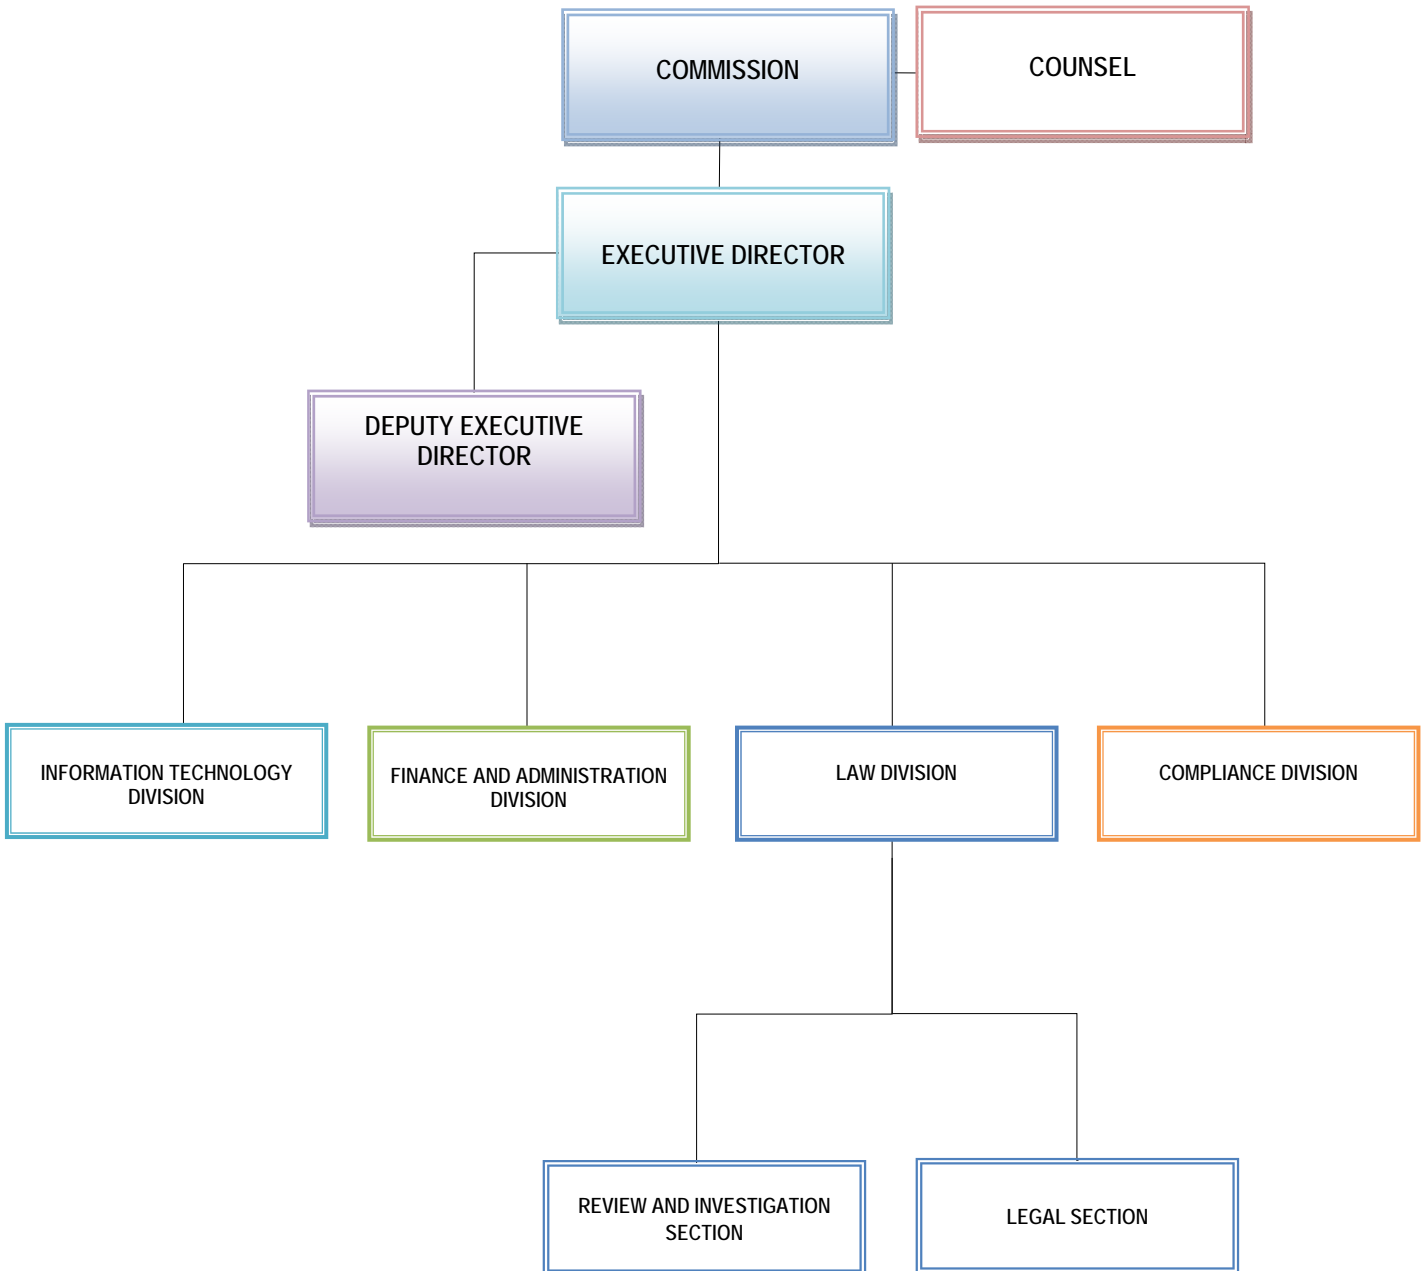 COMMISSION
COUNSEL
EXECUTIVE DIRECTOR
DEPUTY EXECUTIVE
DIRECTOR
INFORMATION TECHNOLOGY
DIVISION
FINANCE AND ADMINISTRATION
DIVISION
LAW DIVISION
COMPLIANCE DIVISION
REVIEW AND INVESTIGATION
SECTION
LEGAL SECTION